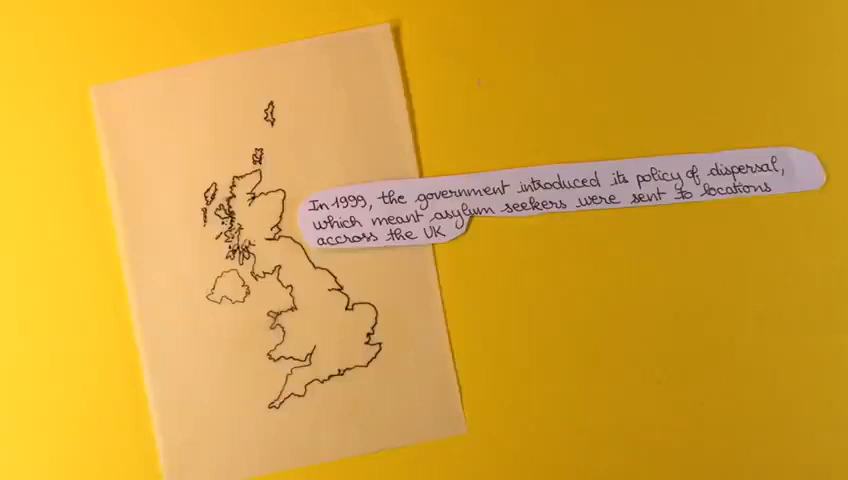 In 1999, the government introduced its policy of dispersal,
which meant asylum seekers were sent to locations
accross the UK